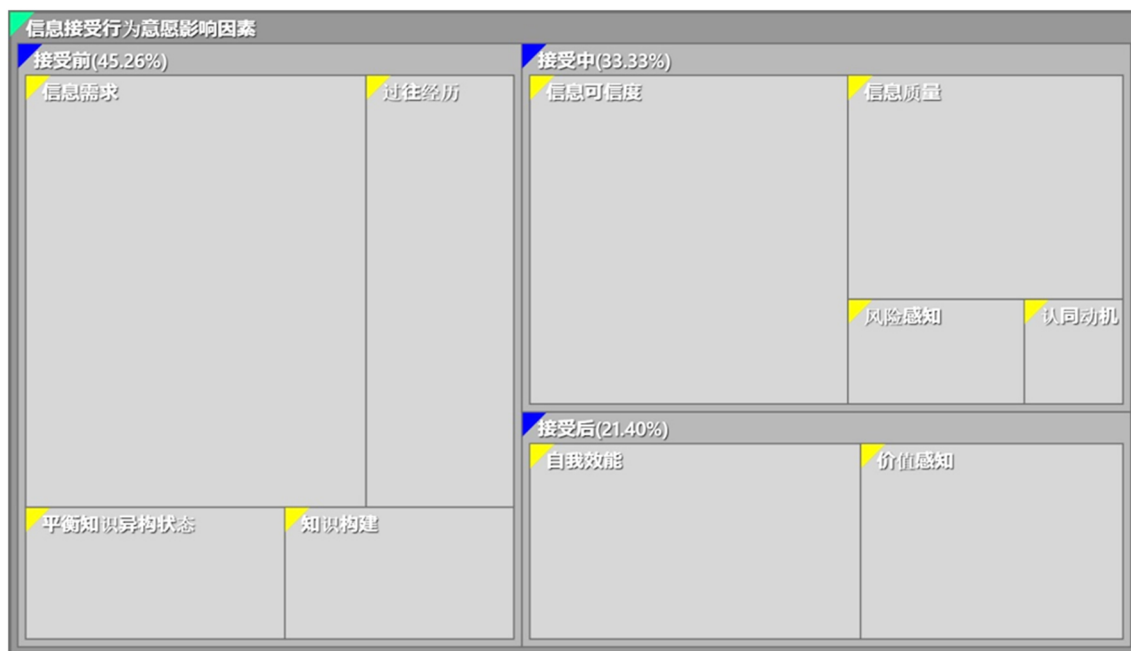 信息接受行为意愿影响因素
接受前(45.26%)
信息需求
过往经历
平衡知识异构状态
知识构建
接受中(33.33%)
信息可信度
信息质量
风险感知
认同动机
接受后(21.40%)
自我效能
价值感知